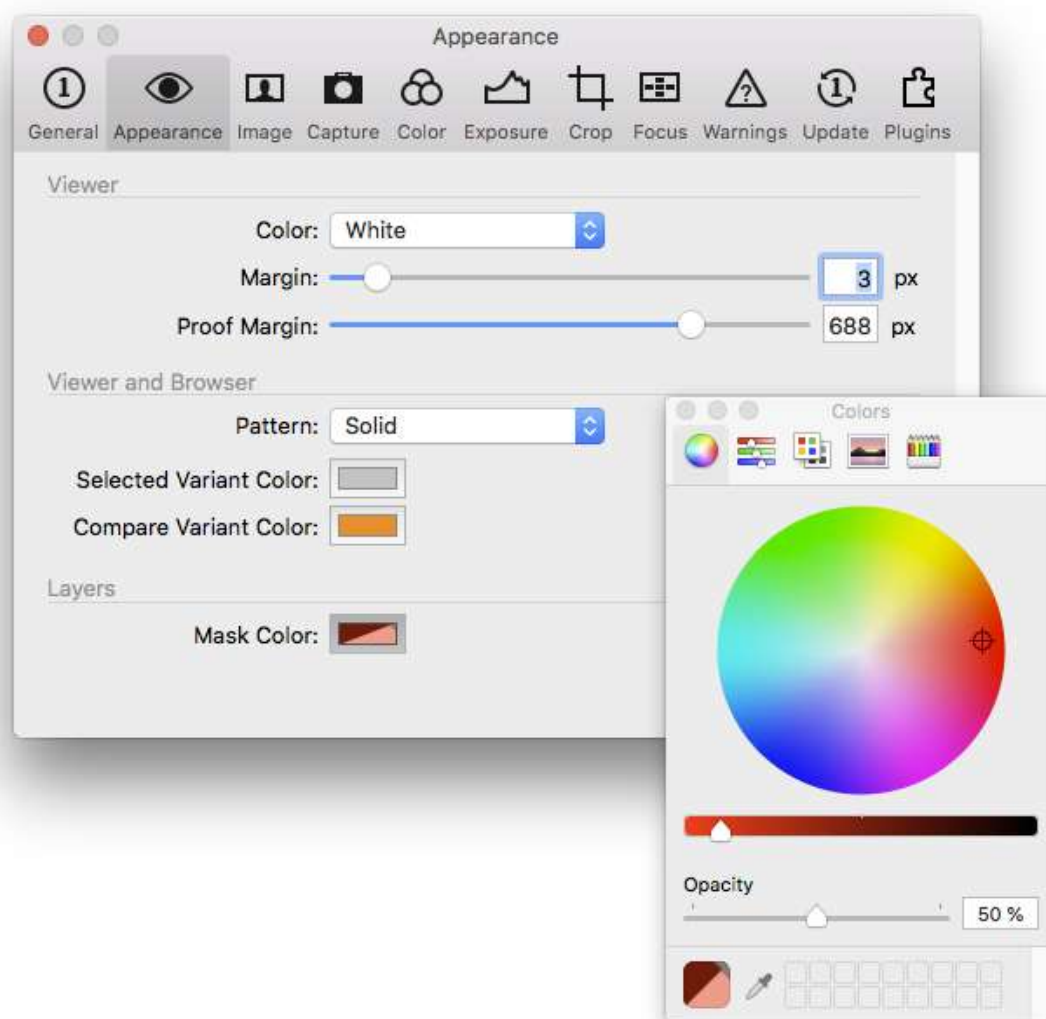 Appearance
General Appearance Image Capture Color Exposure Crop Focus Warnings Update Plugins
Viewer
Color: White
Margin: 3 px
Proof Margin: 688 px
Viewer and Browser
Pattern: Solid
Selected Variant Color:
Compare Variant Color:
Layers
Mask Color:
Colors
Opacity
50 %